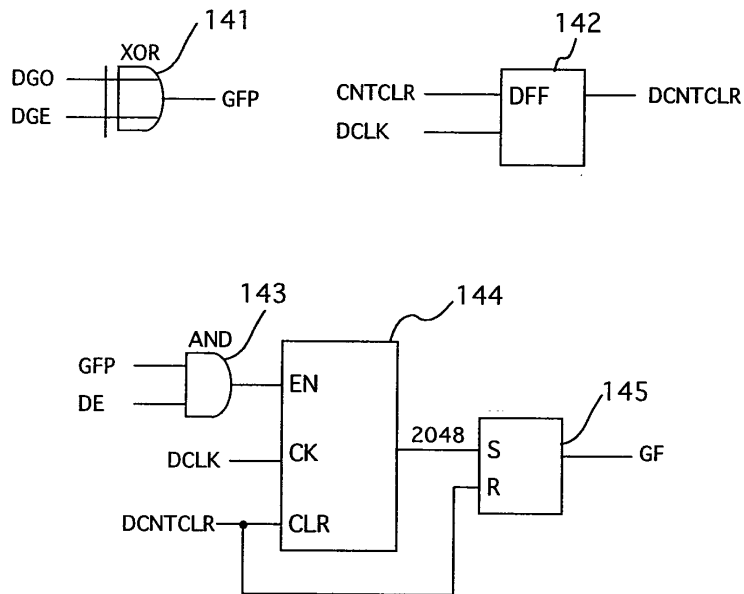 141
XOR
DGO
DGE
GFP
142
CNTCLR
DFF
DCNTCLR
DCLK
143
144
AND
GFP
EN
DE
145
2048
S
GF
DCLK
CK
R
DCNTCLR
CLR